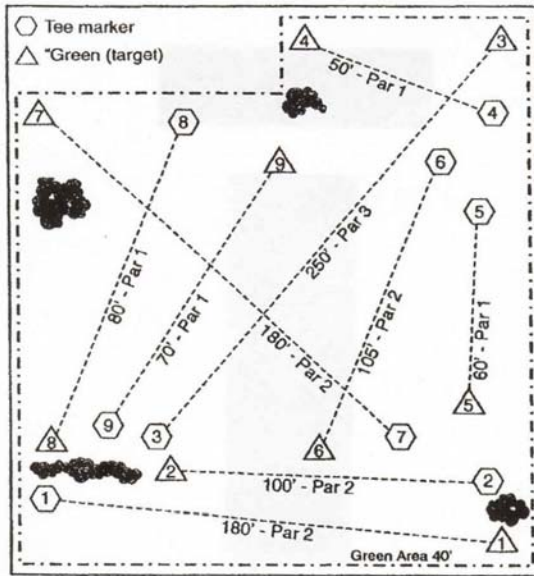 Tee marker
"Green (target)
4
3
50' - Par 1
4
7
8
9
6
5
250' - Par 3
80' - Par 1
70' - Par 1
180' - Par 2
105' - Par 2
60' - Par 1
5
9
3
7
8
2
6
100' - Par 2
2
1
180' - Par 2
1
Green Area 40'